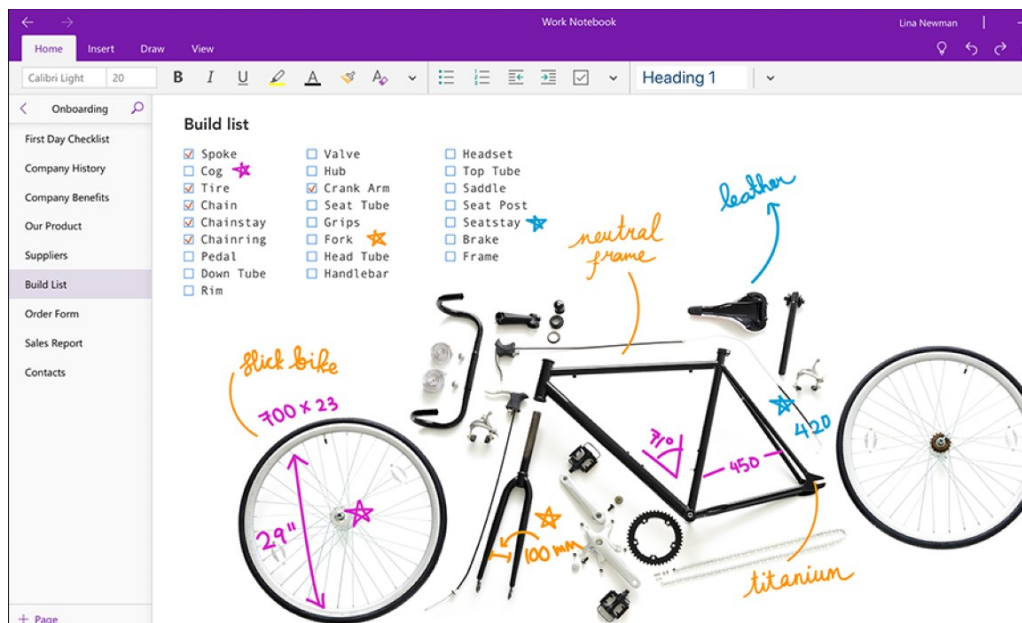 Work Notebook
Lina Newman
Home Insert Draw View
Calibri Light 20 B I U A A Heading 1
Onboarding
First Day Checklist
Company History
Company Benefits
Our Product
Suppliers
Build List
Order Form
Sales Report
Contacts
+ Page
Build list
Spoke
Cog
Tire
Chain
Chainstay
Chainring
Pedal
Down Tube
Rim
Valve
Hub
Crank Arm
Seat Tube
Grips
Fork
Head Tube
Handlebar
Headset
Top Tube
Saddle
Seat Post
Seatstay
Brake
Frame
leather
neutral
frame
slick bike
700 x 23
29"
71°
450
420
100 mm
titanium